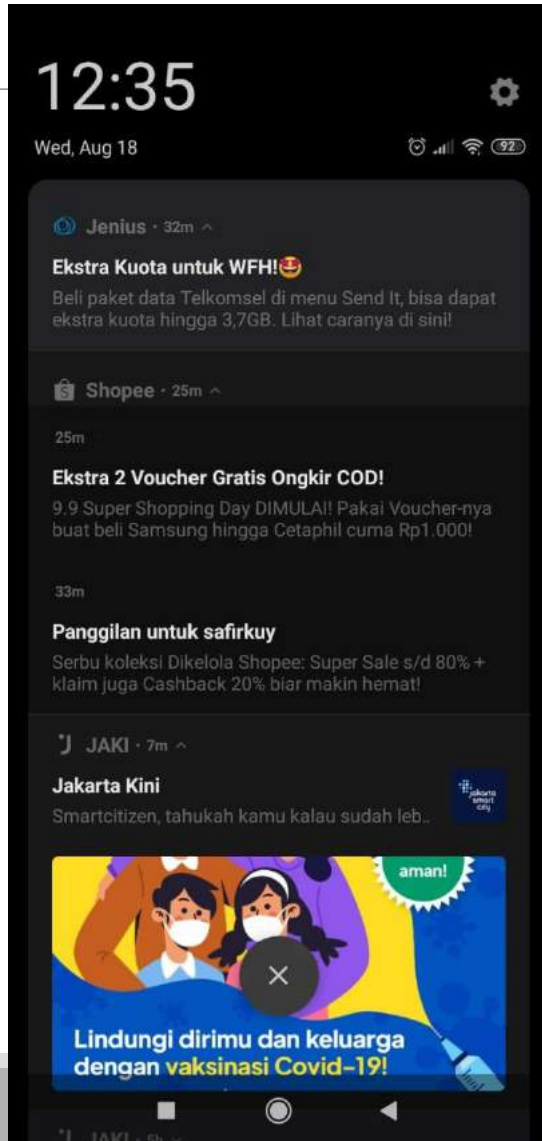 12:35
Wed, Aug 18
92
Jenius · 32m
Ekstra Kuota untuk WFH!🤩
Beli paket data Telkomsel di menu Send It, bisa dapat
ekstra kuota hingga 3,7GB. Lihat caranya di sini!
Shopee · 25m
25m
Ekstra 2 Voucher Gratis Ongkir COD!
9.9 Super Shopping Day DIMULAI! Pakai Voucher-nya
buat beli Samsung hingga Cetaphil cuma Rp1.000!
33m
Panggilan untuk safirkuy
Serbu koleksi Dikelola Shopee: Super Sale s/d 80% +
klaim juga Cashback 20% biar makin hemat!
JAKI · 7m
Jakarta Kini
Smartcitizen, tahukah kamu kalau sudah leb..
jakarta
smart
city
aman!
Lindungi dirimu dan keluarga
dengan vaksinasi Covid-19!
JAKI · 5h